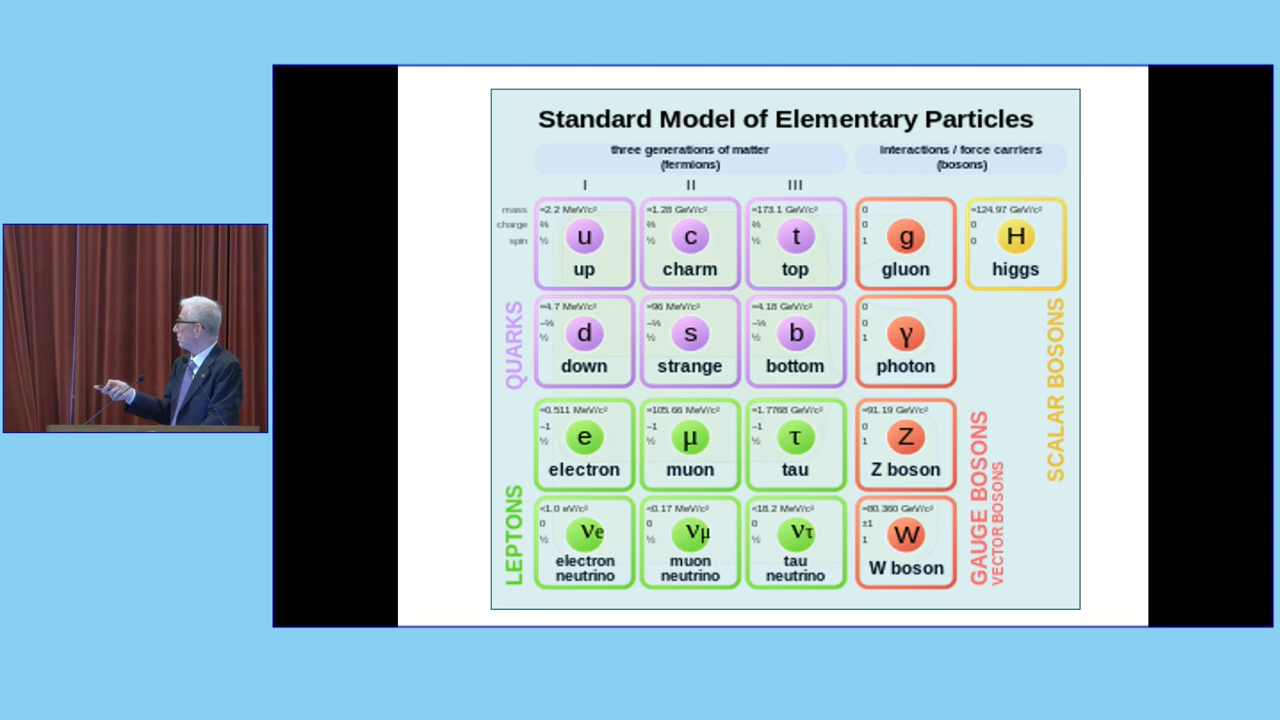 Standard Model of Elementary Particles
three generations of matter
(fermions)
interactions / force carriers
(bosons)
I II III
mass
charge
spin
≈2.2 MeV/c²
⅔
½
u
up
≈1.28 GeV/c²
⅔
½
c
charm
≈173.1 GeV/c²
⅔
½
t
top
0
0
1
g
gluon
≈124.97 GeV/c²
0
0
H
higgs
QUARKS
≈4.7 MeV/c²
−⅓
½
d
down
≈96 MeV/c²
−⅓
½
s
strange
≈4.18 GeV/c²
−⅓
½
b
bottom
0
0
1
γ
photon
SCALAR BOSONS
LEPTONS
≈0.511 MeV/c²
−1
½
e
electron
≈105.66 MeV/c²
−1
½
μ
muon
≈1.7768 GeV/c²
−1
½
τ
tau
≈91.19 GeV/c²
0
1
Z
Z boson
GAUGE BOSONS
VECTOR BOSONS
<1.0 eV/c²
0
½
νe
electron
neutrino
<0.17 MeV/c²
0
½
νμ
muon
neutrino
<18.2 MeV/c²
0
½
ντ
tau
neutrino
≈80.360 GeV/c²
±1
1
W
W boson